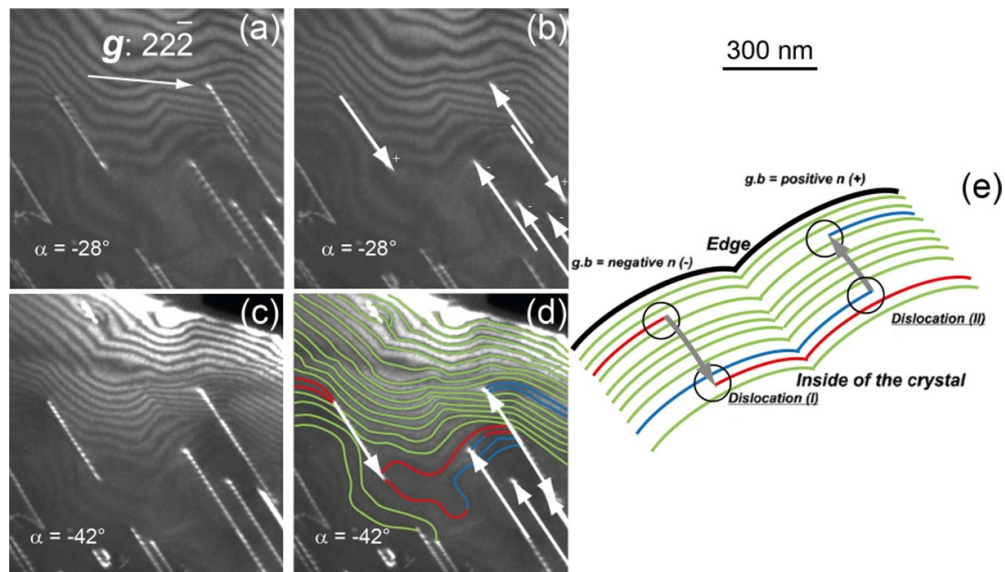 (a)
g: 222̄
α = -28°
(b)
-
+
-
+
-
-
-
α = -28°
300 nm
(c)
α = -42°
(d)
α = -42°
(e)
g.b = positive n (+)
Edge
g.b = negative n (-)
Dislocation (II)
Inside of the crystal
Dislocation (I)